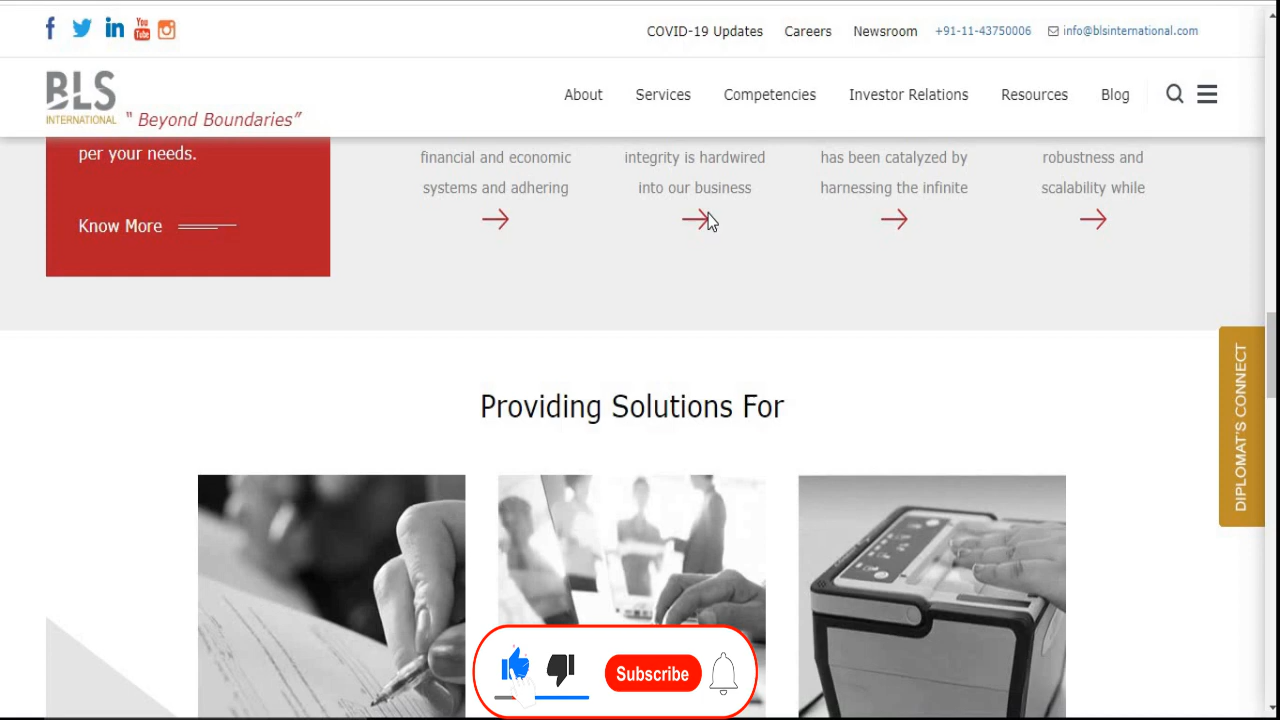 You Tube
COVID-19 Updates Careers Newsroom +91-11-43750006 info@blsinternational.com
BLS
INTERNATIONAL “ Beyond Boundaries”
About Services Competencies Investor Relations Resources Blog
per your needs.
Know More
financial and economic
systems and adhering
integrity is hardwired
into our business
has been catalyzed by
harnessing the infinite
robustness and
scalability while
DIPLOMAT'S CONNECT
Providing Solutions For
Subscribe